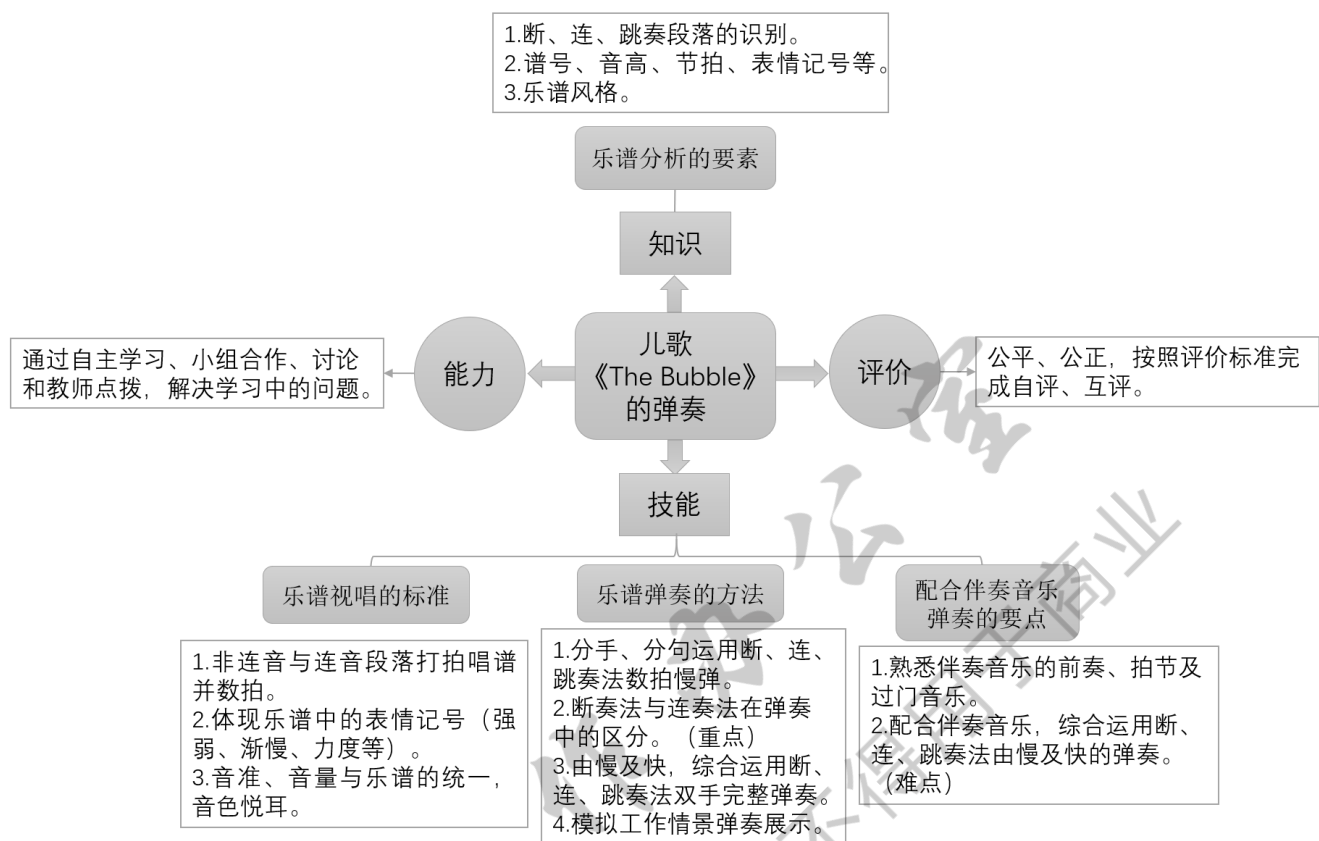 1.断、连、跳奏段落的识别。
2.谱号、音高、节拍、表情记号等。
3.乐谱风格。
乐谱分析的要素
知识
通过自主学习、小组合作、讨论
和教师点拨，解决学习中的问题。
能力
儿歌
《The Bubble》
的弹奏
评价
公平、公正，按照评价标准完
成自评、互评。
技能
乐谱视唱的标准
1.非连音与连音段落打拍唱谱
并数拍。
2.体现乐谱中的表情记号（强
弱、渐慢、力度等）。
3.音准、音量与乐谱的统一，
音色悦耳。
乐谱弹奏的方法
1.分手、分句运用断、连、
跳奏法数拍慢弹。
2.断奏法与连奏法在弹奏
中的区分。（重点）
3.由慢及快，综合运用断、
连、跳奏法双手完整弹奏。
4.模拟工作情景弹奏展示。
配合伴奏音乐
弹奏的要点
1.熟悉伴奏音乐的前奏、拍节及
过门音乐。
2.配合伴奏音乐，综合运用断、
连、跳奏法由慢及快的弹奏。
（难点）
不得用于商业